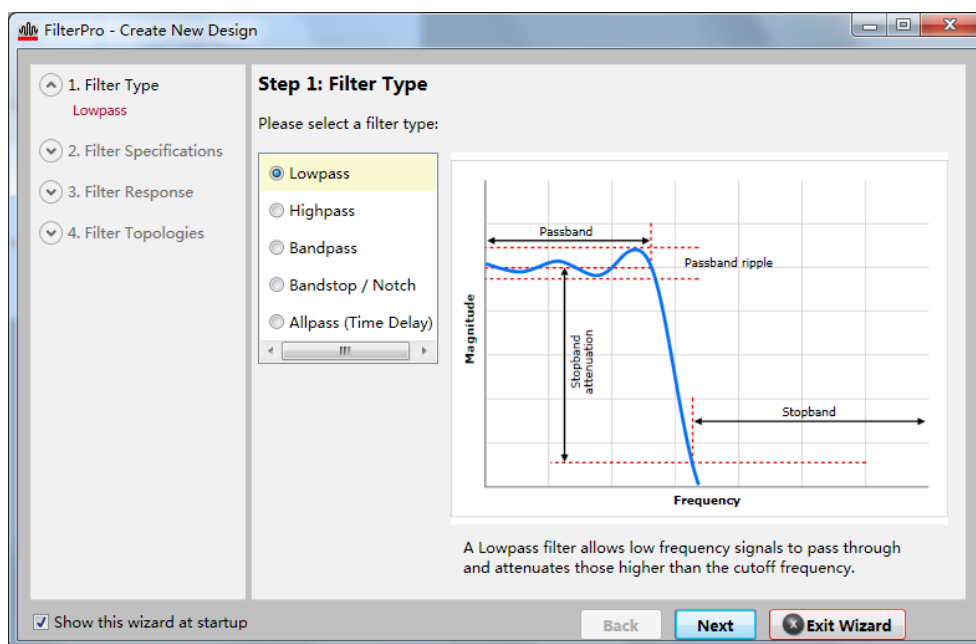 FilterPro - Create New Design
1. Filter Type
Lowpass
2. Filter Specifications
3. Filter Response
4. Filter Topologies
Step 1: Filter Type
Please select a filter type:
Lowpass
Highpass
Bandpass
Bandstop / Notch
Allpass (Time Delay)
Passband
Passband ripple
Magnitude
Stopband
attenuation
Stopband
Frequency
A Lowpass filter allows low frequency signals to pass through
and attenuates those higher than the cutoff frequency.
Show this wizard at startup
Back
Next
Exit Wizard